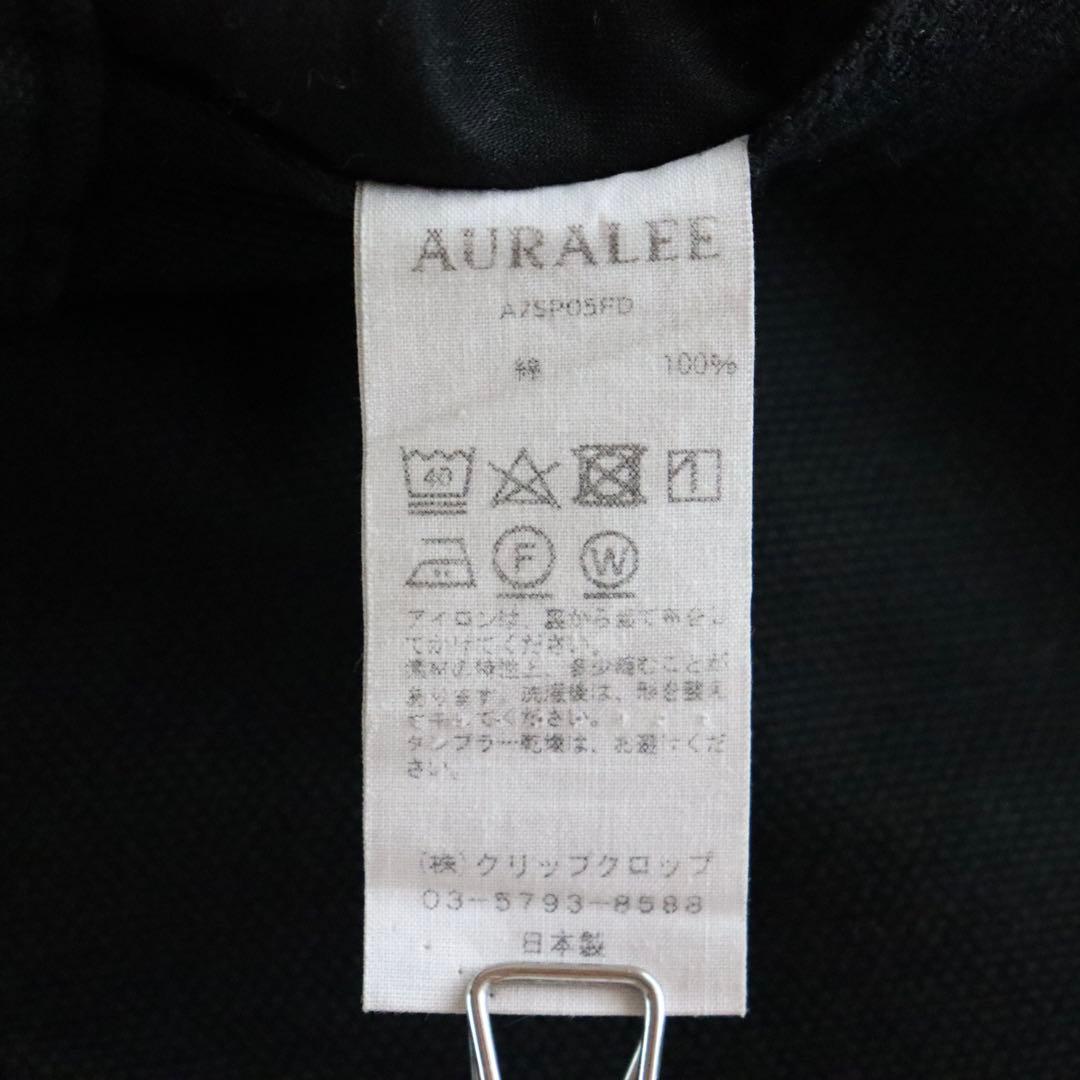 AURALEE
A7SP05FD
綿 100%
40
F W
アイロンは、裏から当て布をし
てかけてください。
素材の特性上、多少縮むことが
あります。洗濯後は、形を整え
て干してください。
タンブラー乾燥は、お避けくだ
さい。
(株)クリップクロップ
03-5793-8588
日本製